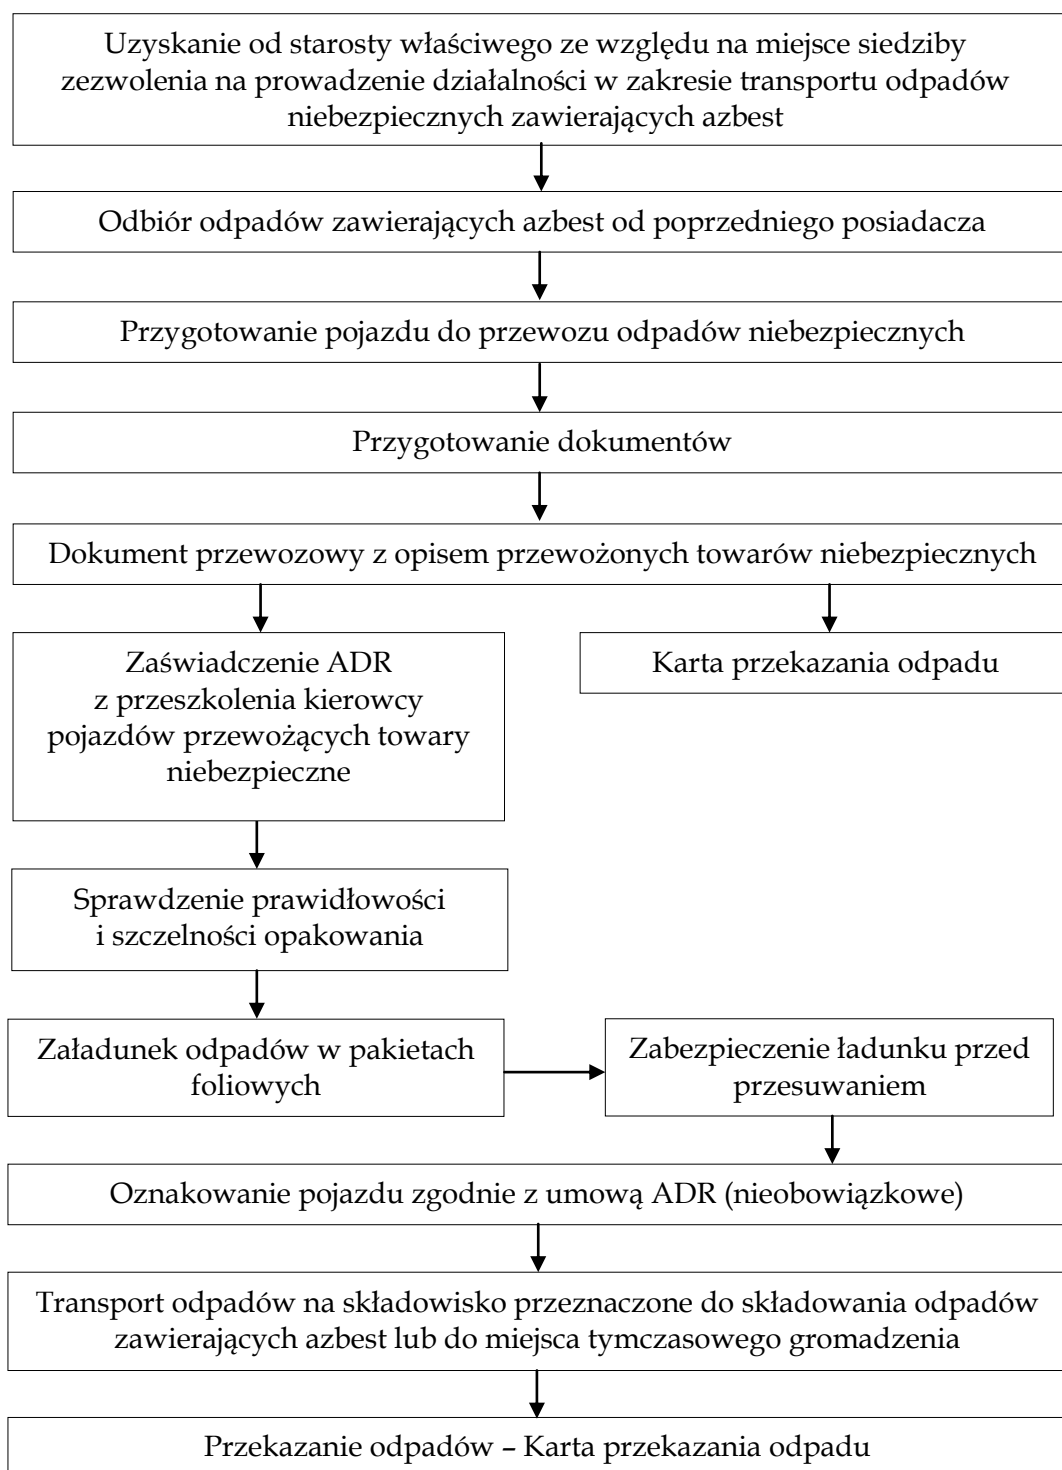 Uzyskanie od starosty właściwego ze względu na miejsce siedziby
zezwolenia na prowadzenie działalności w zakresie transportu odpadów
niebezpiecznych zawierających azbest
Odbiór odpadów zawierających azbest od poprzedniego posiadacza
Przygotowanie pojazdu do przewozu odpadów niebezpiecznych
Przygotowanie dokumentów
Dokument przewozowy z opisem przewożonych towarów niebezpiecznych
Zaświadczenie ADR
z przeszkolenia kierowcy
pojazdów przewożących towary
niebezpieczne
Karta przekazania odpadu
Sprawdzenie prawidłowości
i szczelności opakowania
Załadunek odpadów w pakietach
foliowych
Zabezpieczenie ładunku przed
przesuwaniem
Oznakowanie pojazdu zgodnie z umową ADR (nieobowiązkowe)
Transport odpadów na składowisko przeznaczone do składowania odpadów
zawierających azbest lub do miejsca tymczasowego gromadzenia
Przekazanie odpadów – Karta przekazania odpadu